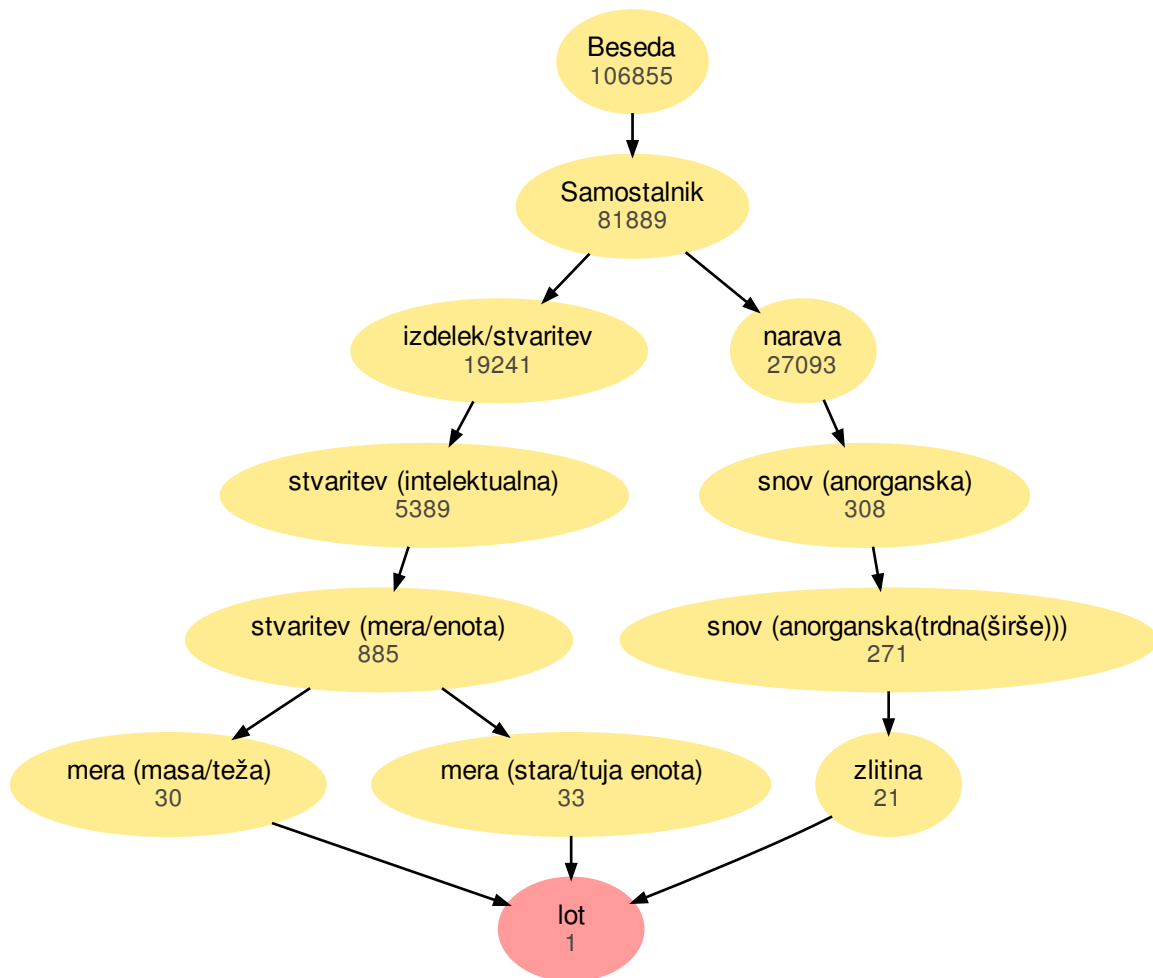 Beseda
106855
Samostalnik
81889
izdelek/stvaritev
19241
narava
27093
stvaritev (intelektualna)
5389
snov (anorganska)
308
stvaritev (mera/enota)
885
snov (anorganska(trdna(širše)))
271
mera (masa/teža)
30
mera (stara/tuja enota)
33
zlitina
21
lot
1